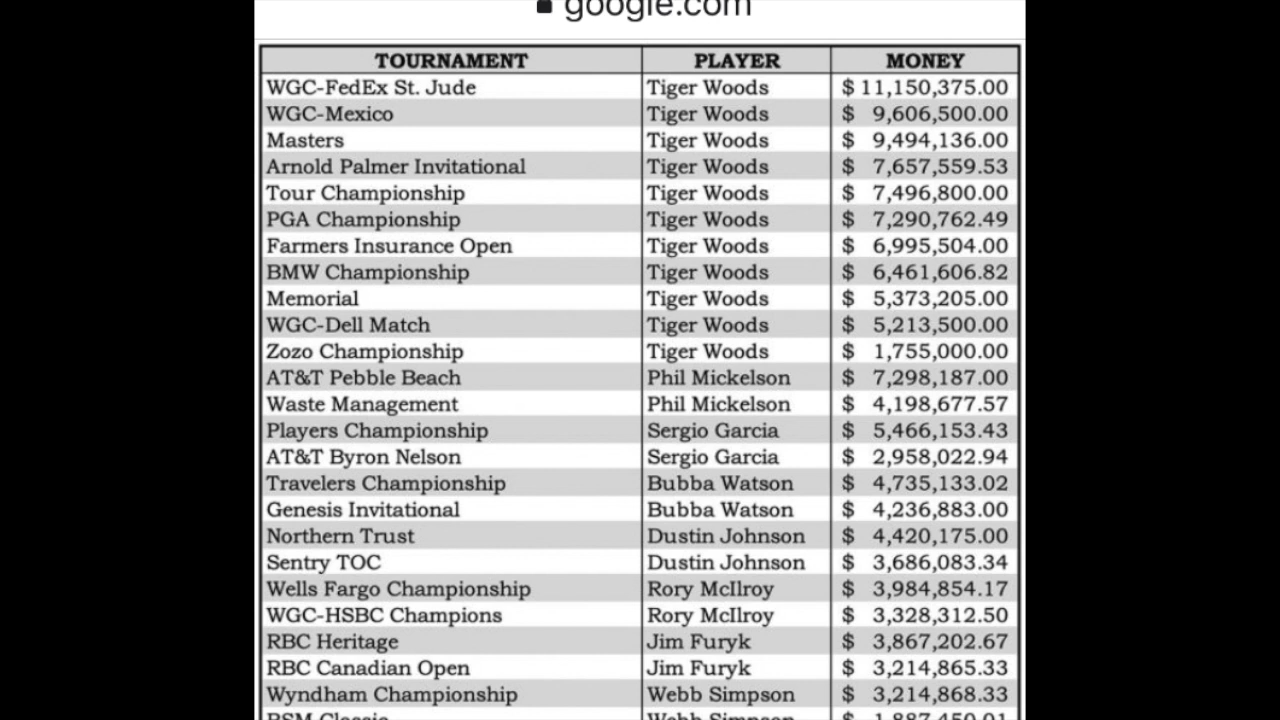 google.com
TOURNAMENT PLAYER MONEY
WGC-FedEx St. Jude Tiger Woods $ 11,150,375.00
WGC-Mexico Tiger Woods $ 9,606,500.00
Masters Tiger Woods $ 9,494,136.00
Arnold Palmer Invitational Tiger Woods $ 7,657,559.53
Tour Championship Tiger Woods $ 7,496,800.00
PGA Championship Tiger Woods $ 7,290,762.49
Farmers Insurance Open Tiger Woods $ 6,995,504.00
BMW Championship Tiger Woods $ 6,461,606.82
Memorial Tiger Woods $ 5,373,205.00
WGC-Dell Match Tiger Woods $ 5,213,500.00
Zozo Championship Tiger Woods $ 1,755,000.00
AT&T Pebble Beach Phil Mickelson $ 7,298,187.00
Waste Management Phil Mickelson $ 4,198,677.57
Players Championship Sergio Garcia $ 5,466,153.43
AT&T Byron Nelson Sergio Garcia $ 2,958,022.94
Travelers Championship Bubba Watson $ 4,735,133.02
Genesis Invitational Bubba Watson $ 4,236,883.00
Northern Trust Dustin Johnson $ 4,420,175.00
Sentry TOC Dustin Johnson $ 3,686,083.34
Wells Fargo Championship Rory McIlroy $ 3,984,854.17
WGC-HSBC Champions Rory McIlroy $ 3,328,312.50
RBC Heritage Jim Furyk $ 3,867,202.67
RBC Canadian Open Jim Furyk $ 3,214,865.33
Wyndham Championship Webb Simpson $ 3,214,868.33
RSM Classic Webb Simpson $ 1,887,450.01